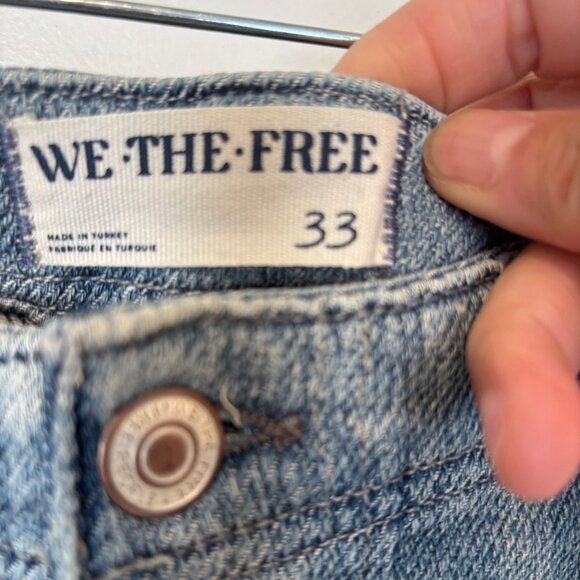 WE·THE·FREE
33
MADE IN TURKEY
FABRIQUÉ EN TURQUIE